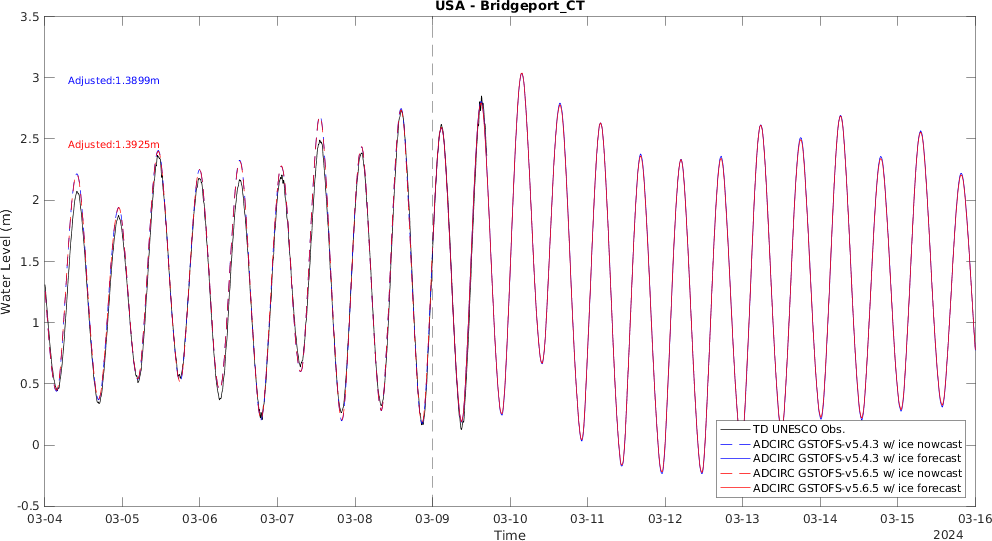 USA - Bridgeport_CT
3.5
3
2.5
2
1.5
1
0.5
0
-0.5
Water Level (m)
Adjusted:1.3899m
Adjusted:1.3925m
TD UNESCO Obs.
ADCIRC GSTOFS-v5.4.3 w/ ice nowcast
ADCIRC GSTOFS-v5.4.3 w/ ice forecast
ADCIRC GSTOFS-v5.6.5 w/ ice nowcast
ADCIRC GSTOFS-v5.6.5 w/ ice forecast
03-04 03-05 03-06 03-07 03-08 03-09 03-10 03-11 03-12 03-13 03-14 03-15 03-16
Time
2024